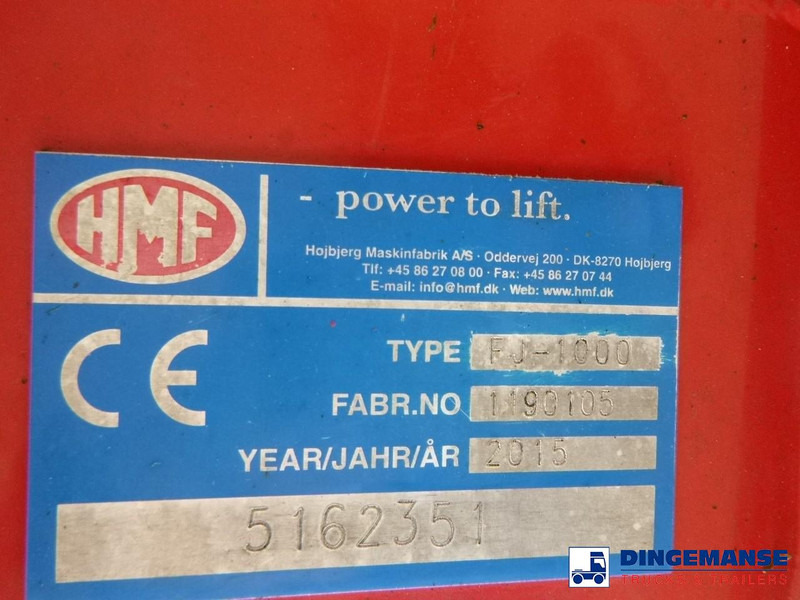 HMF
- power to lift.
Højbjerg Maskinfabrik A/S · Oddervej 200 · DK-8270 Højbjerg
Tlf: +45 86 27 08 00 · Fax: +45 86 27 07 44
E-mail: info@hmf.dk · Web: www.hmf.dk
CE
TYPE FJ-1000
FABR.NO 1190105
YEAR/JAHR/ÅR 2015
5162351
DINGEMANSE
TRUCKS & TRAILERS